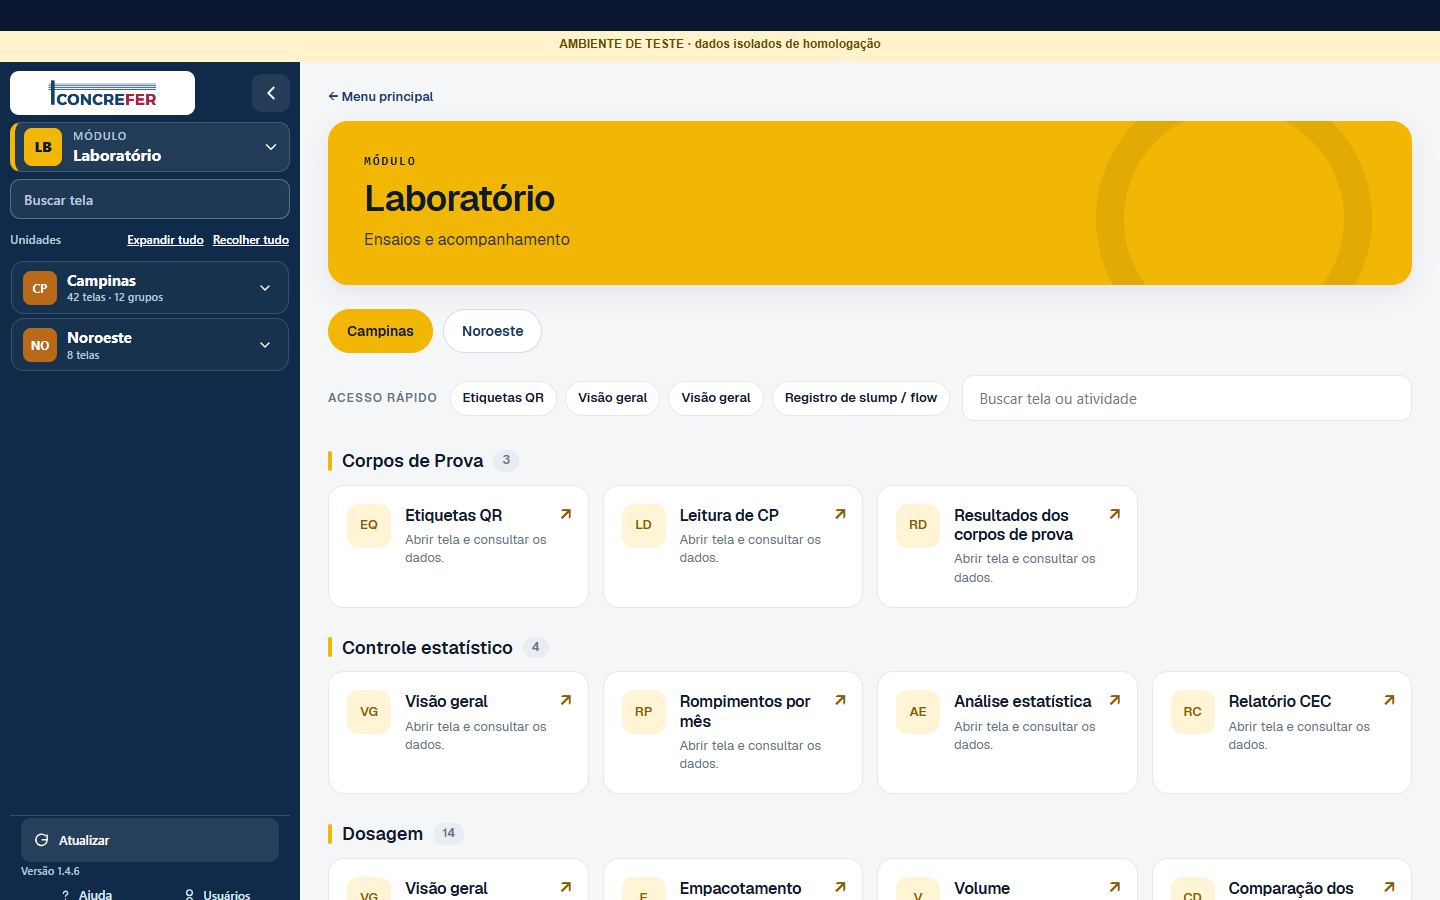 AMBIENTE DE TESTE · dados isolados de homologação
CONCREFER
LB
MÓDULO
Laboratório
Buscar tela
Unidades
Expandir tudo
Recolher tudo
CP
Campinas
42 telas · 12 grupos
NO
Noroeste
8 telas
Atualizar
Versão 1.4.6
? Ajuda
Usuários
← Menu principal
MÓDULO
Laboratório
Ensaios e acompanhamento
Campinas
Noroeste
ACESSO RÁPIDO
Etiquetas QR
Visão geral
Visão geral
Registro de slump / flow
Buscar tela ou atividade
Corpos de Prova 3
EQ
Etiquetas QR
Abrir tela e consultar os
dados.
LD
Leitura de CP
Abrir tela e consultar os
dados.
RD
Resultados dos
corpos de prova
Abrir tela e consultar os
dados.
Controle estatístico 4
VG
Visão geral
Abrir tela e consultar os
dados.
RP
Rompimentos por
mês
Abrir tela e consultar os
dados.
AE
Análise estatística
Abrir tela e consultar os
dados.
RC
Relatório CEC
Abrir tela e consultar os
dados.
Dosagem 14
VG
Visão geral
E
Empacotamento
V
Volume
CD
Comparação dos